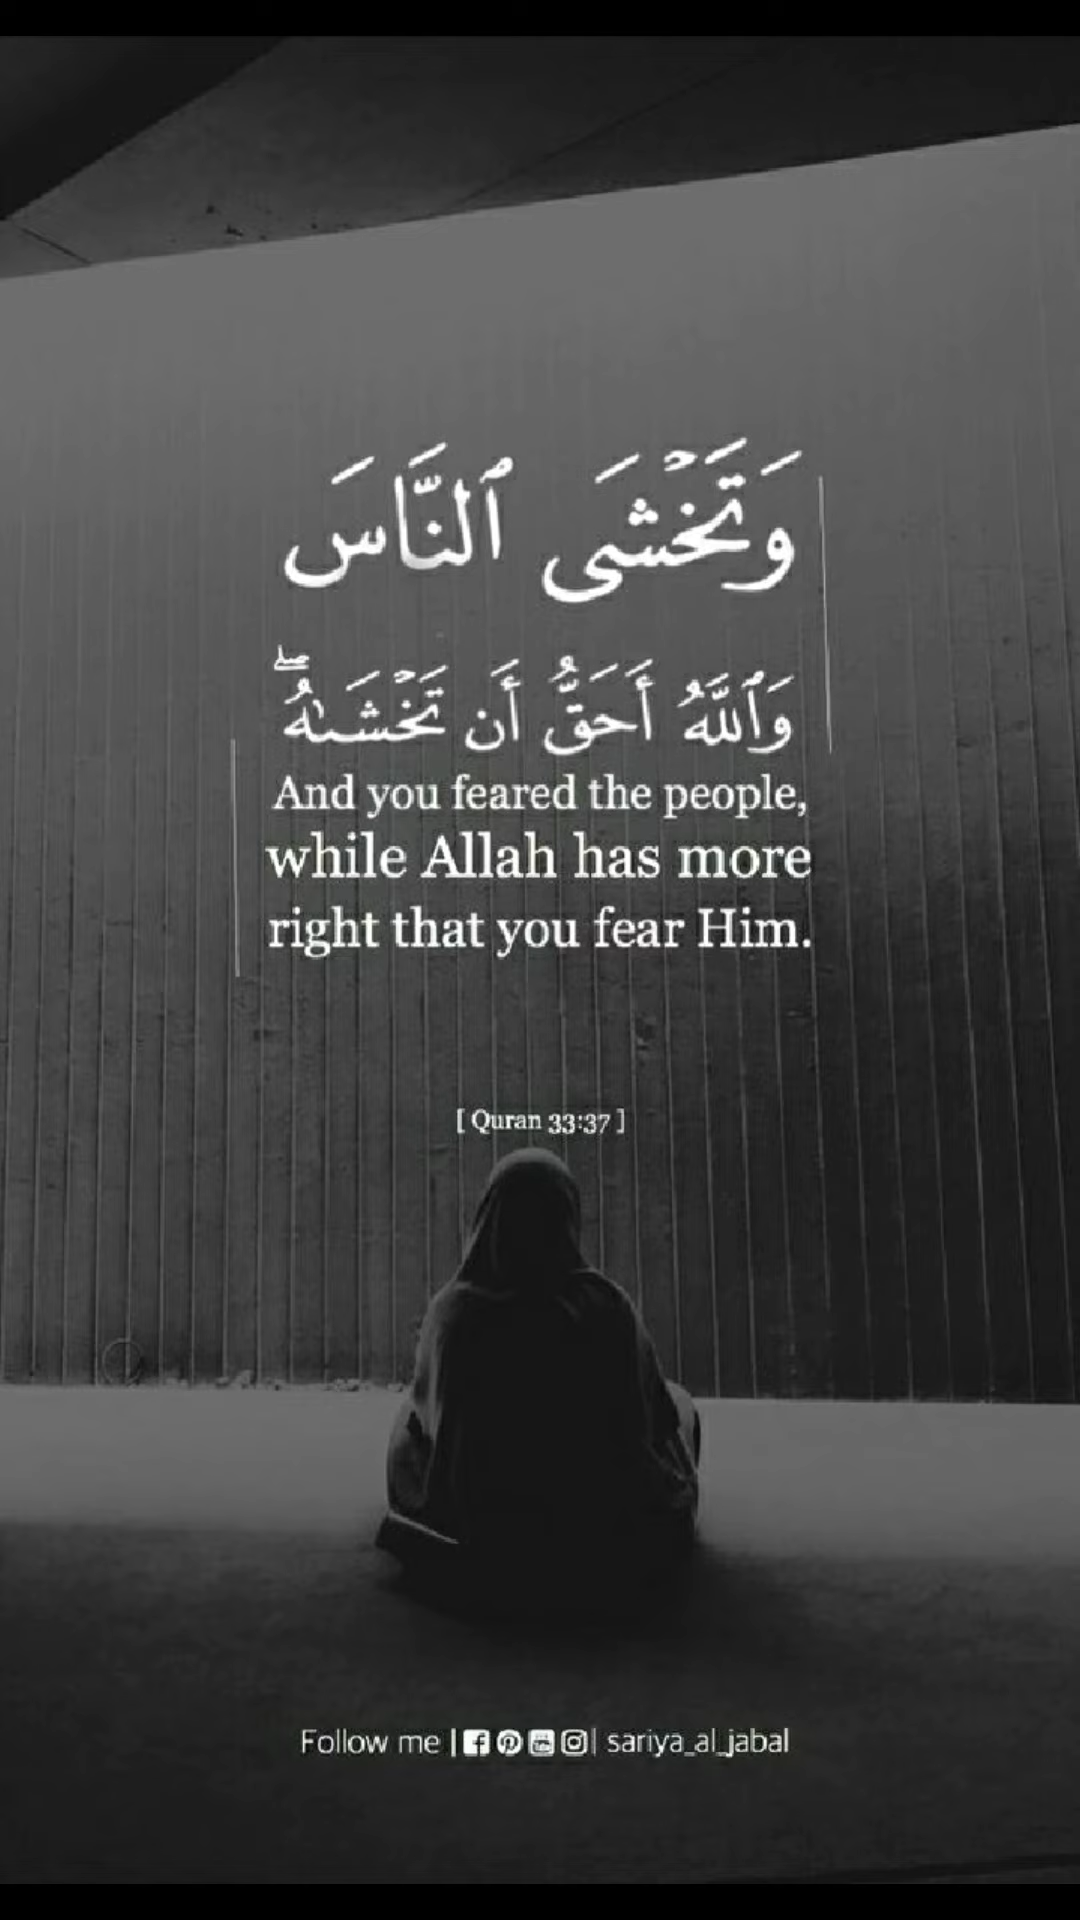 وَتَخْشَى ٱلنَّاسَ
وَٱللَّهُ أَحَقُّ أَن تَخْشَىٰهُ ۖ
And you feared the people,
while Allah has more
right that you fear Him.
[ Quran 33:37 ]
Follow me | | sariya_al_jabal